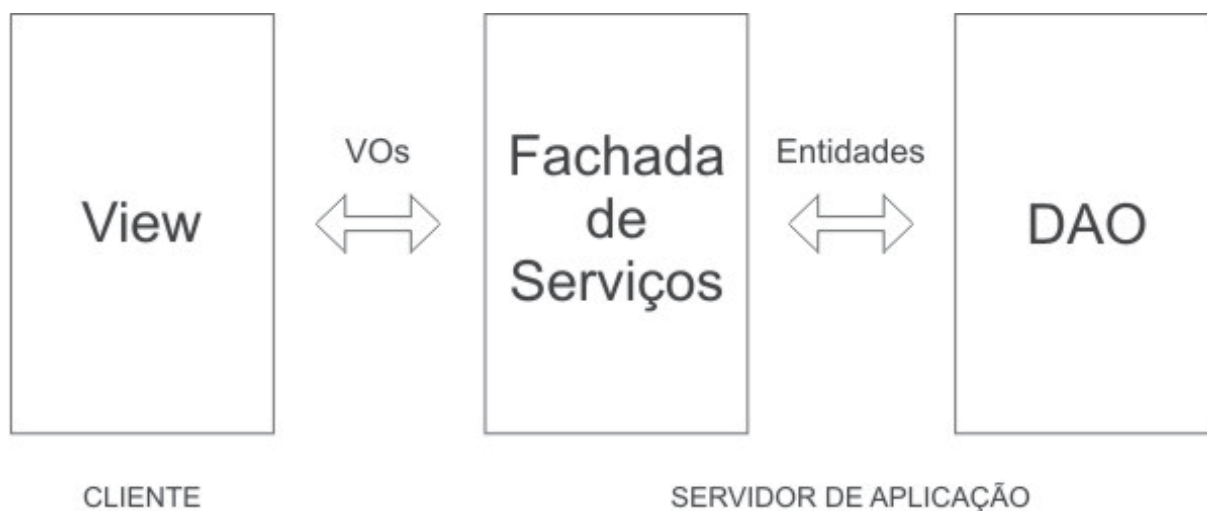 View
VOs
Fachada
de
Serviços
Entidades
DAO
CLIENTE
SERVIDOR DE APLICAÇÃO